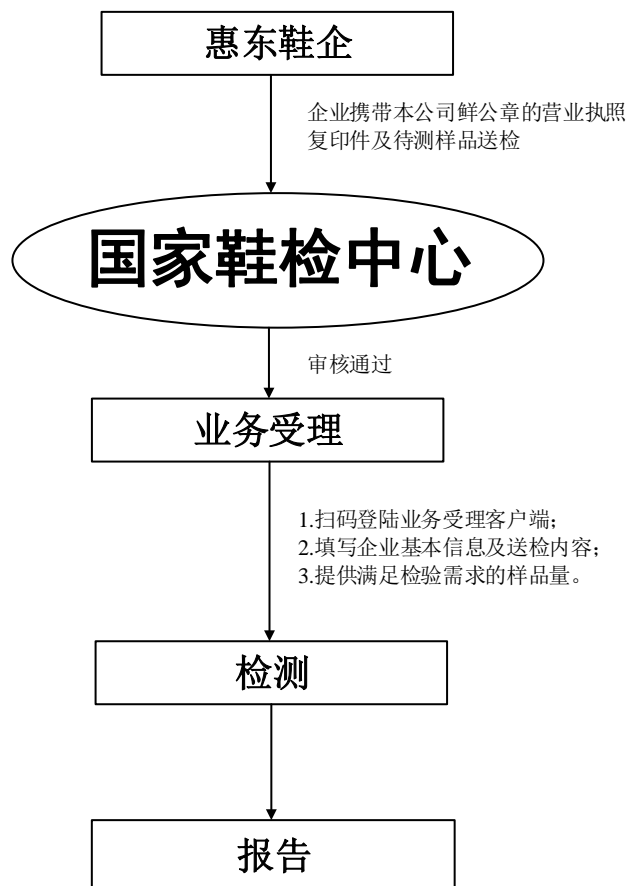 惠东鞋企
企业携带本公司鲜公章的营业执照
复印件及待测样品送检
国家鞋检中心
审核通过
业务受理
1.扫码登陆业务受理客户端；
2.填写企业基本信息及送检内容；
3.提供满足检验需求的样品量。
检测
报告